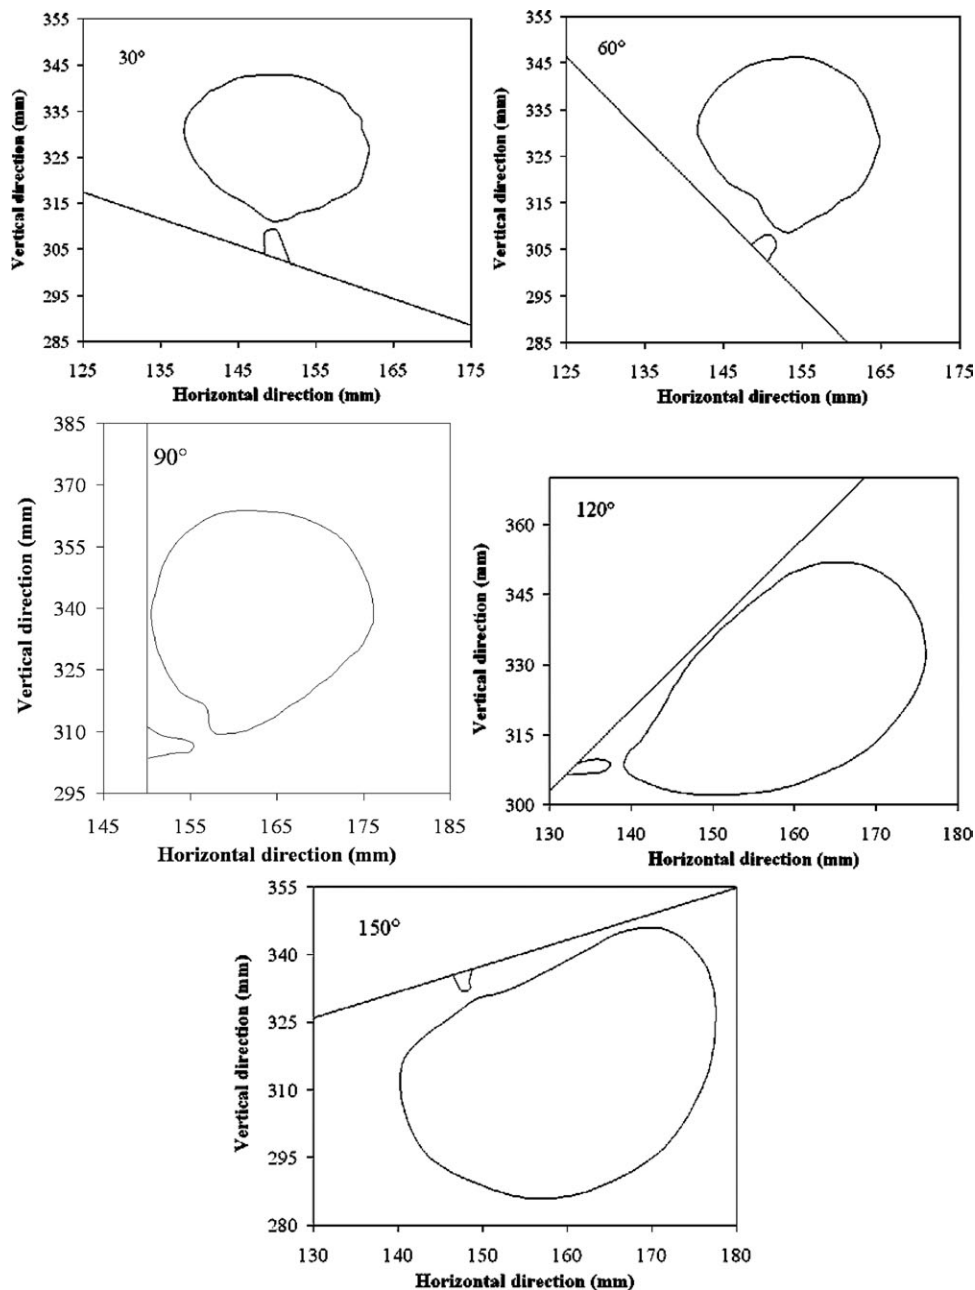 30°
Vertical direction (mm)
355
345
335
325
315
305
295
285
125 135 145 155 165 175
Horizontal direction (mm)
60°
Vertical direction (mm)
355
345
335
325
315
305
295
285
125 135 145 155 165 175
Horizontal direction (mm)
90°
Vertical direction (mm)
385
370
355
340
325
310
295
145 155 165 175 185
Horizontal direction (mm)
120°
Vertical direction (mm)
360
345
330
315
300
130 140 150 160 170 180
Horizontal direction (mm)
150°
Vertical direction (mm)
355
340
325
310
295
280
130 140 150 160 170 180
Horizontal direction (mm)